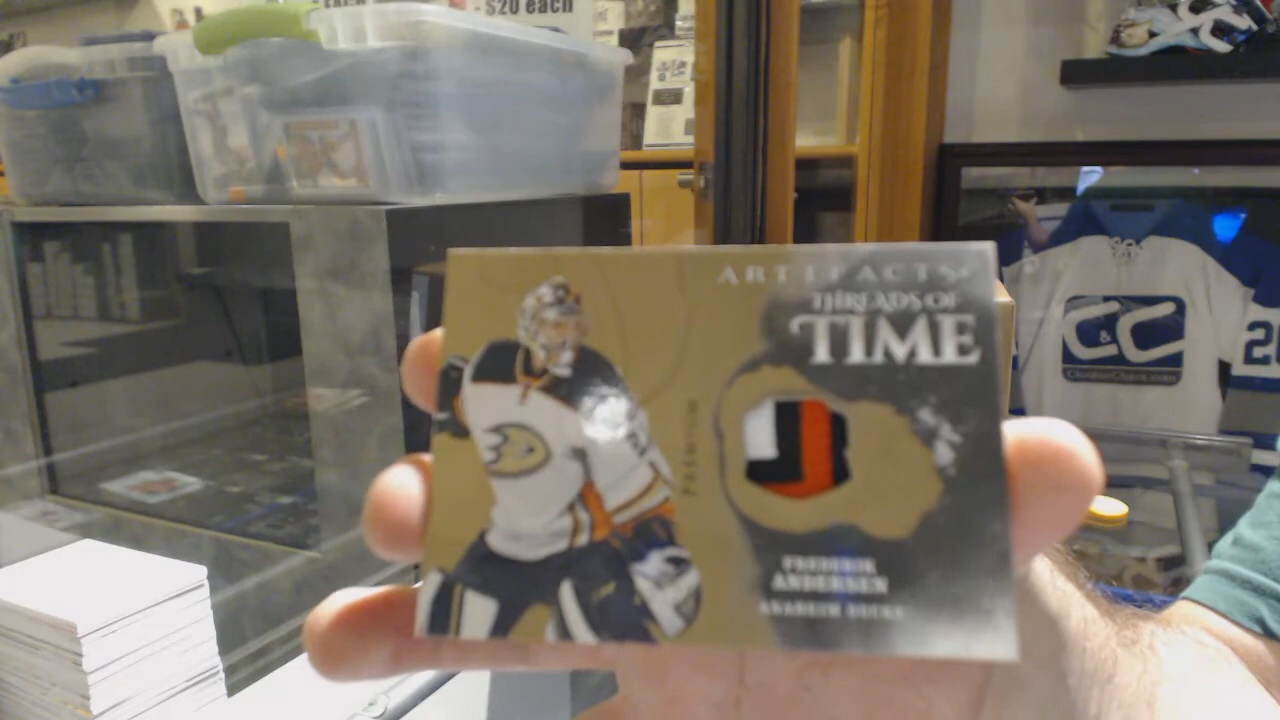 - $20 each
ARTIFACTS
THREADS OF
TIME
PREMIUM
FREDERIK
ANDERSEN
ANAHEIM DUCKS
C&C